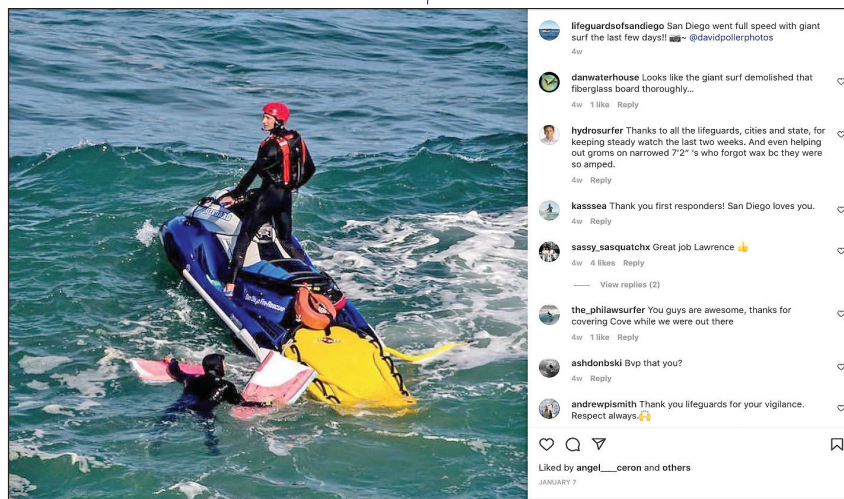 San Diego Fire-Rescue
lifeguardsofsandiego San Diego went full speed with giant
surf the last few days!! 📷~ @davidpollerphotos
4w
danwaterhouse Looks like the giant surf demolished that
fiberglass board thoroughly...
4w 1 like Reply
hydrosurfer Thanks to all the lifeguards, cities and state, for
keeping steady watch the last two weeks. And even helping
out groms on narrowed 7'2" 's who forgot wax bc they were
so amped.
4w Reply
kasssea Thank you first responders! San Diego loves you.
4w Reply
sassy_sasquatchx Great job Lawrence 👍
4w 4 likes Reply
View replies (2)
the_philawsurfer You guys are awesome, thanks for
covering Cove while we were out there
4w 1 like Reply
ashdonbski Bvp that you?
4w Reply
andrewpismith Thank you lifeguards for your vigilance.
Respect always.🙌
Liked by angel___ceron and others
JANUARY 7